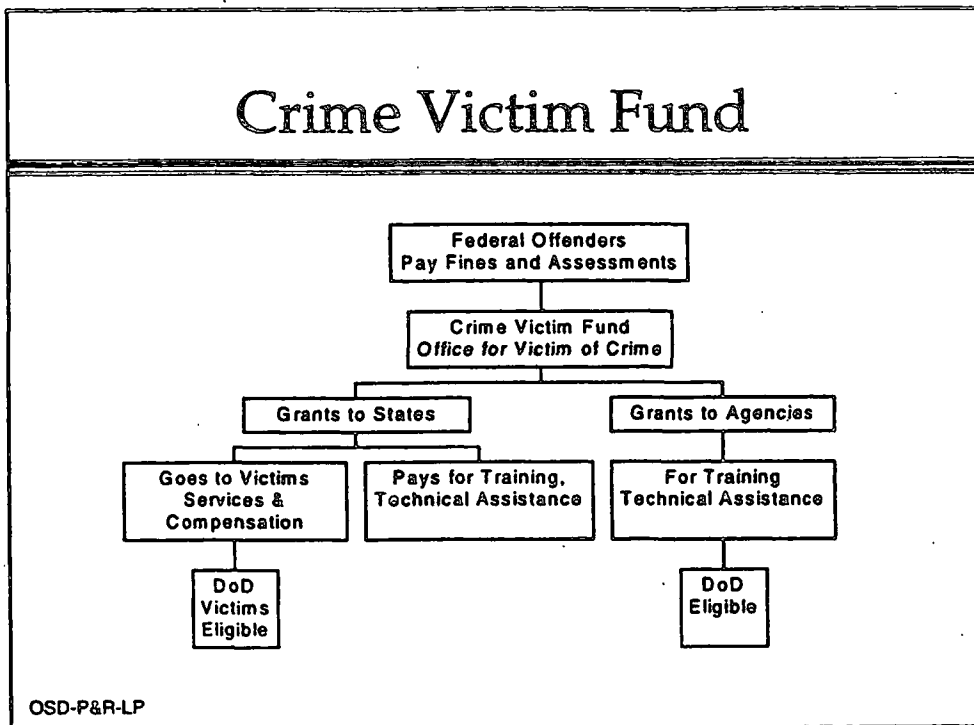 Crime Victim Fund
Federal Offenders
Pay Fines and Assessments
Crime Victim Fund
Office for Victim of Crime
Grants to States
Grants to Agencies
Goes to Victims
Services &
Compensation
Pays for Training,
Technical Assistance
For Training
Technical Assistance
DoD
Victims
Eligible
DoD
Eligible
OSD-P&R-LP